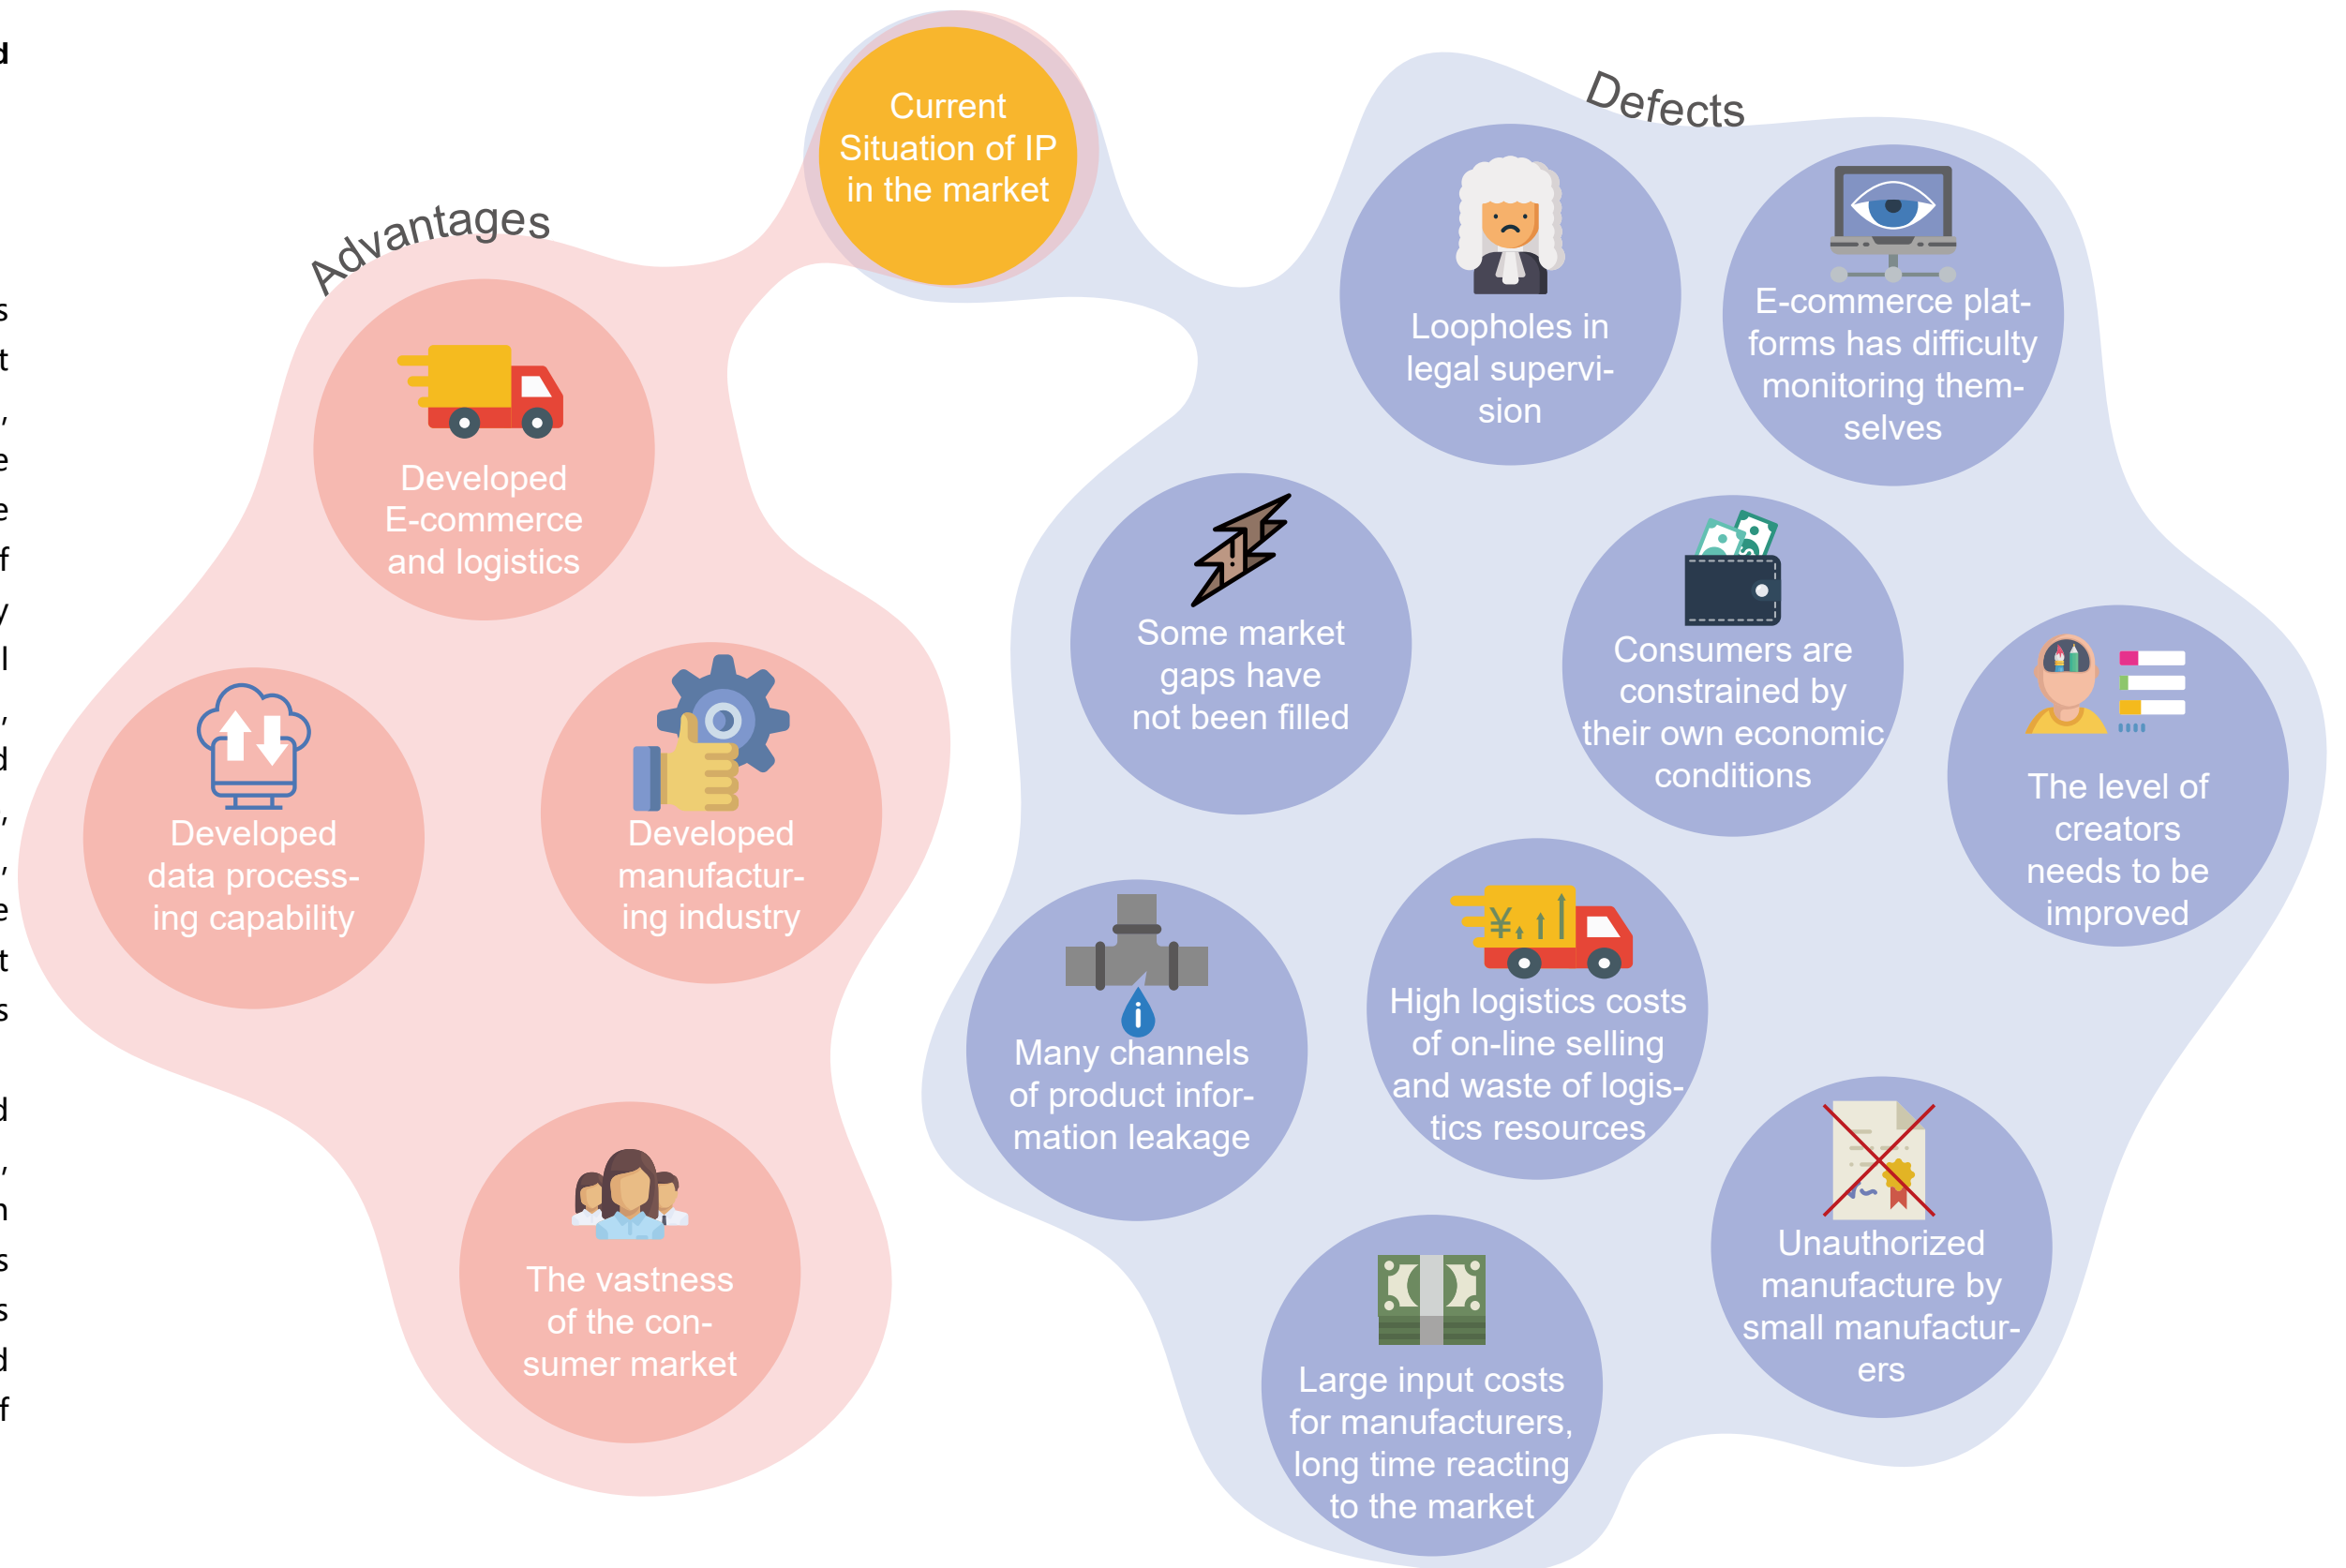 Current
Situation of IP
in the market
Advantages
Developed
E-commerce
and logistics
Developed
data process-
ing capability
Developed
manufactur-
ing industry
The vastness
of the con-
sumer market
Defects
Loopholes in
legal supervi-
sion
E-commerce plat-
forms has difficulty
monitoring them-
selves
Some market
gaps have
not been filled
Consumers are
constrained by
their own economic
conditions
The level of
creators
needs to be
improved
Many channels
of product infor-
mation leakage
High logistics costs
of on-line selling
and waste of logis-
tics resources
¥
i
Unauthorized
manufacture by
small manufactur-
ers
Large input costs
for manufacturers,
long time reacting
to the market